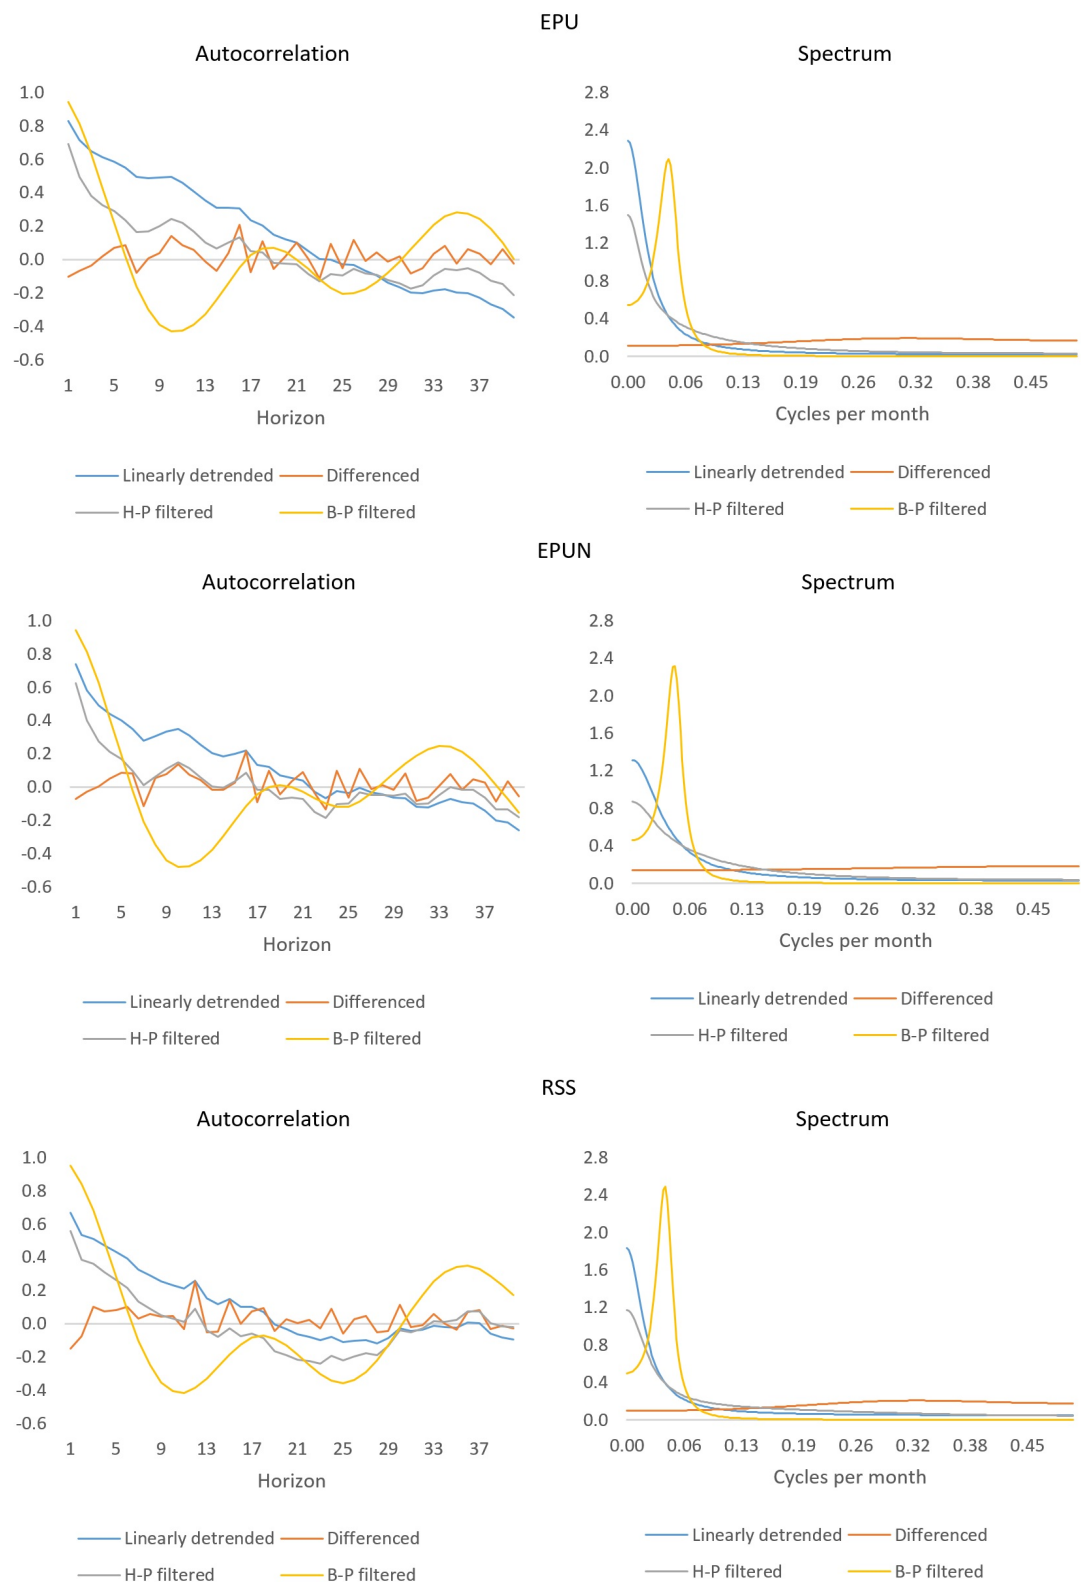 EPU
Autocorrelation
1.0
0.8
0.6
0.4
0.2
0.0
-0.2
-0.4
-0.6
1 5 9 13 17 21 25 29 33 37
Horizon
Linearly detrended Differenced
H-P filtered B-P filtered
Spectrum
2.8
2.4
2.0
1.6
1.2
0.8
0.4
0.0
0.00 0.06 0.13 0.19 0.26 0.32 0.38 0.45
Cycles per month
Linearly detrended Differenced
H-P filtered B-P filtered
EPUN
Autocorrelation
1.0
0.8
0.6
0.4
0.2
0.0
-0.2
-0.4
-0.6
1 5 9 13 17 21 25 29 33 37
Horizon
Linearly detrended Differenced
H-P filtered B-P filtered
Spectrum
2.8
2.4
2.0
1.6
1.2
0.8
0.4
0.0
0.00 0.06 0.13 0.19 0.26 0.32 0.38 0.45
Cycles per month
Linearly detrended Differenced
H-P filtered B-P filtered
RSS
Autocorrelation
1.0
0.8
0.6
0.4
0.2
0.0
-0.2
-0.4
-0.6
1 5 9 13 17 21 25 29 33 37
Horizon
Linearly detrended Differenced
H-P filtered B-P filtered
Spectrum
2.8
2.4
2.0
1.6
1.2
0.8
0.4
0.0
0.00 0.06 0.13 0.19 0.26 0.32 0.38 0.45
Cycles per month
Linearly detrended Differenced
H-P filtered B-P filtered